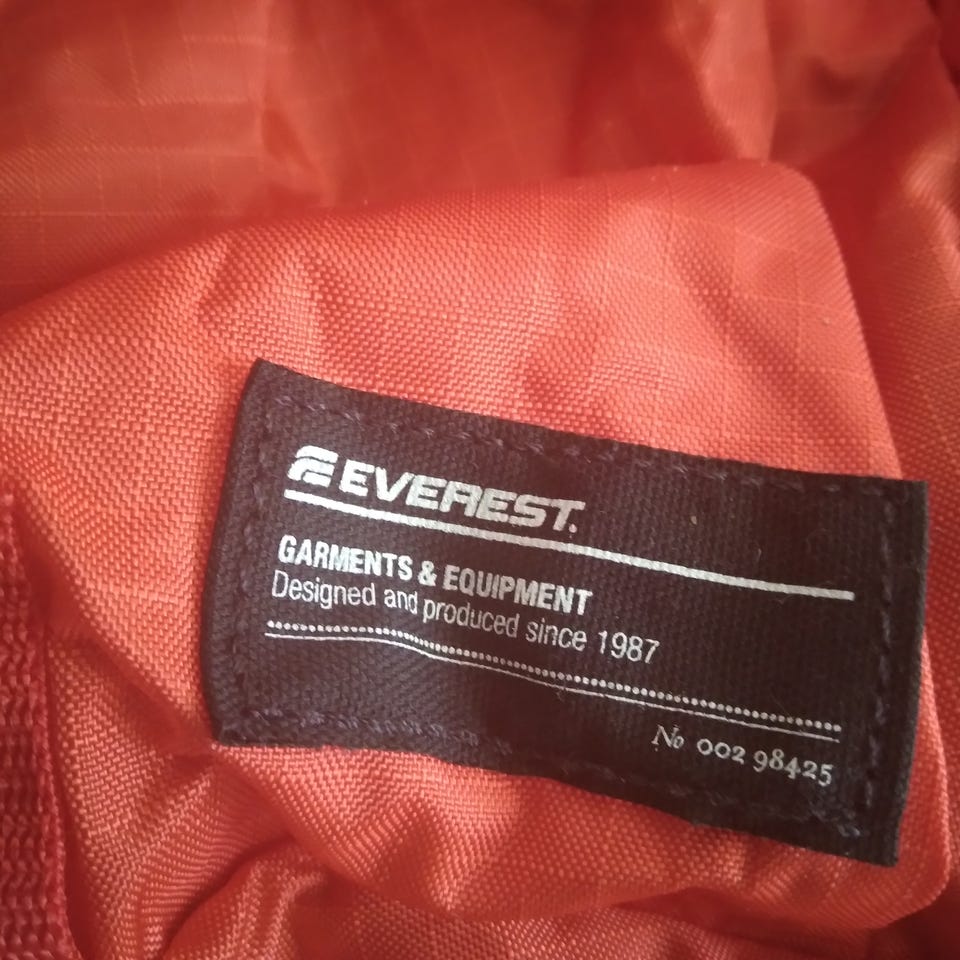 EVEREST.
GARMENTS & EQUIPMENT
Designed and produced since 1987
No 002 98425